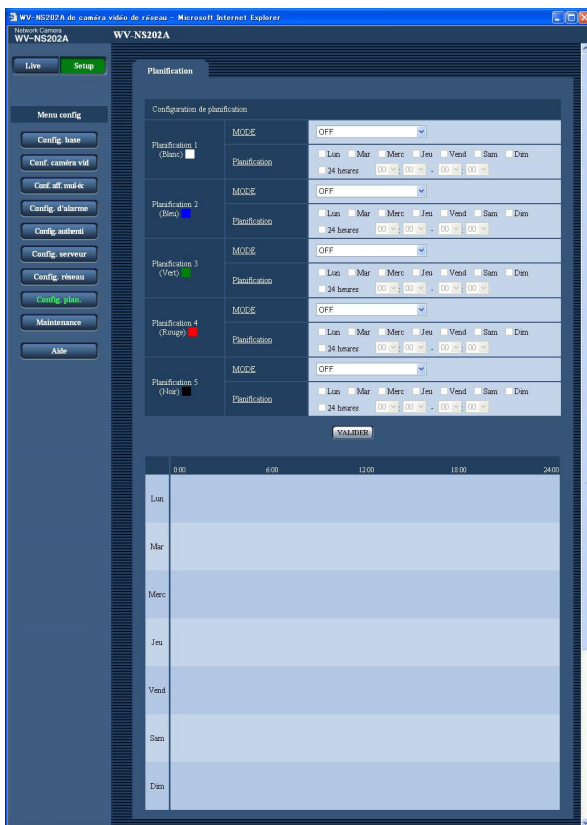 WV-NS202A de caméra vidéo de réseau - Microsoft Internet Explorer
Network Camera
WV-NS202A
WV-NS202A
Live
Setup
Menu config
Config. base
Conf. caméra vid
Conf. aff. mul-éc
Config. d'alarme
Config. authenti
Config. serveur
Config. réseau
Config. plan.
Maintenance
Aide
Planification
Configuration de planification
Planification 1
(Blanc)
MODE
OFF
Planification
Lun Mar Merc Jeu Vend Sam Dim
24 heures 00 : 00 - 00 : 00
Planification 2
(Bleu)
MODE
OFF
Planification
Lun Mar Merc Jeu Vend Sam Dim
24 heures 00 : 00 - 00 : 00
Planification 3
(Vert)
MODE
OFF
Planification
Lun Mar Merc Jeu Vend Sam Dim
24 heures 00 : 00 - 00 : 00
Planification 4
(Rouge)
MODE
OFF
Planification
Lun Mar Merc Jeu Vend Sam Dim
24 heures 00 : 00 - 00 : 00
Planification 5
(Noir)
MODE
OFF
Planification
Lun Mar Merc Jeu Vend Sam Dim
24 heures 00 : 00 - 00 : 00
VALIDER
0:00 6:00 12:00 18:00 24:00
Lun
Mar
Merc
Jeu
Vend
Sam
Dim